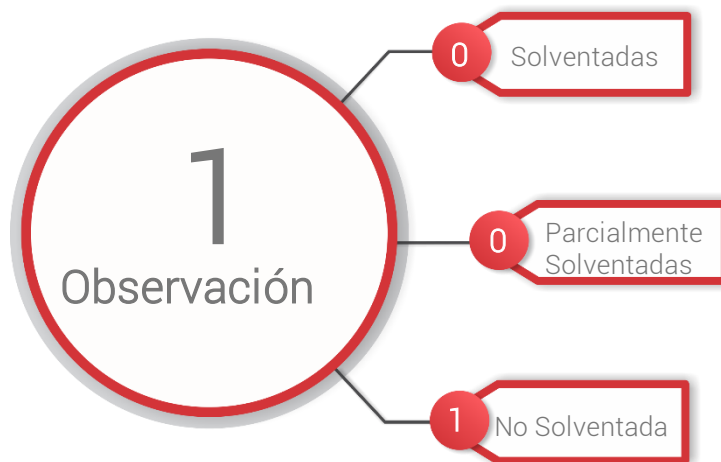 1
Observación
0
Solventadas
0
Parcialmente
Solventadas
1
No Solventada